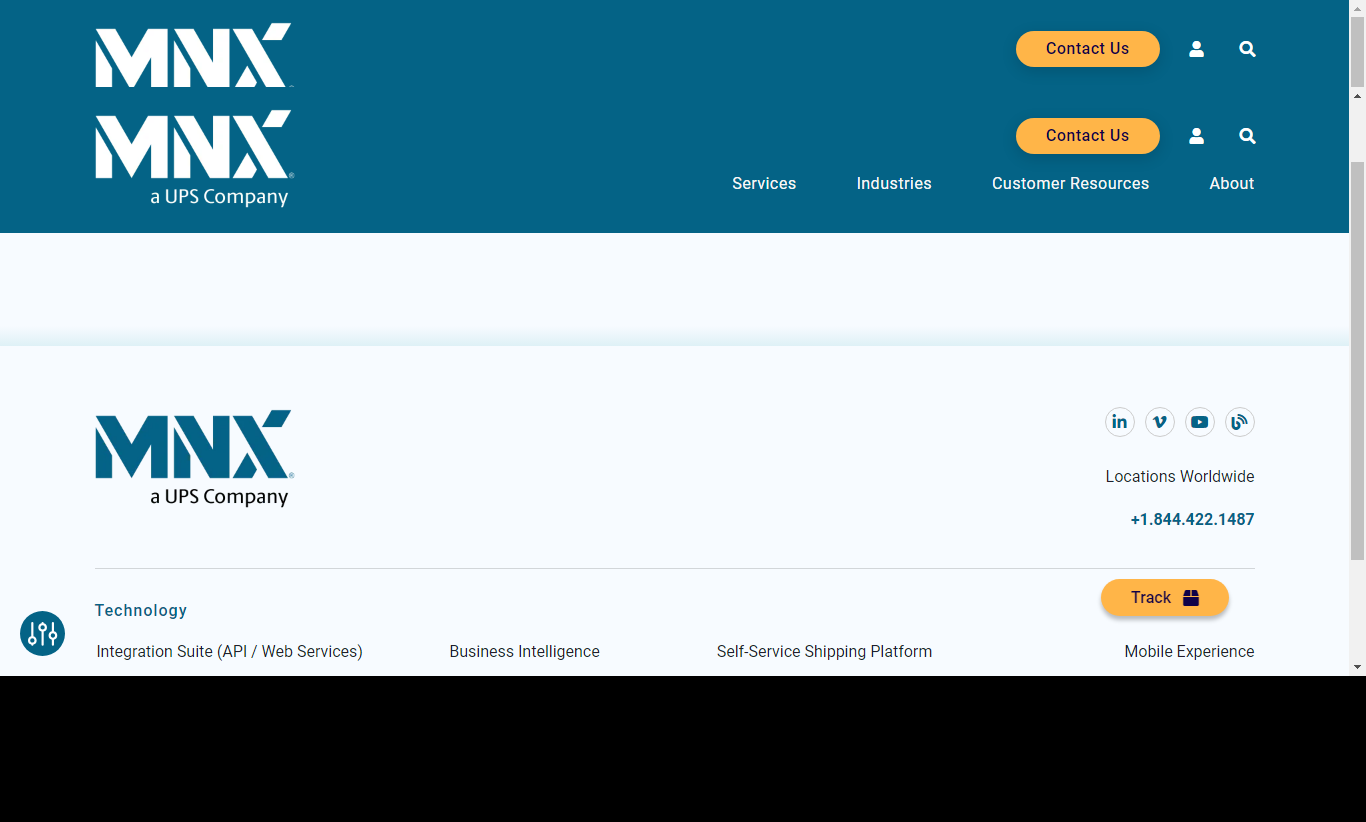 MNX
Contact Us
MNX®
a UPS Company
Contact Us
Services Industries Customer Resources About
MNX®
a UPS Company
in
Locations Worldwide
+1.844.422.1487
Track
Technology
Integration Suite (API / Web Services) Business Intelligence Self-Service Shipping Platform Mobile Experience